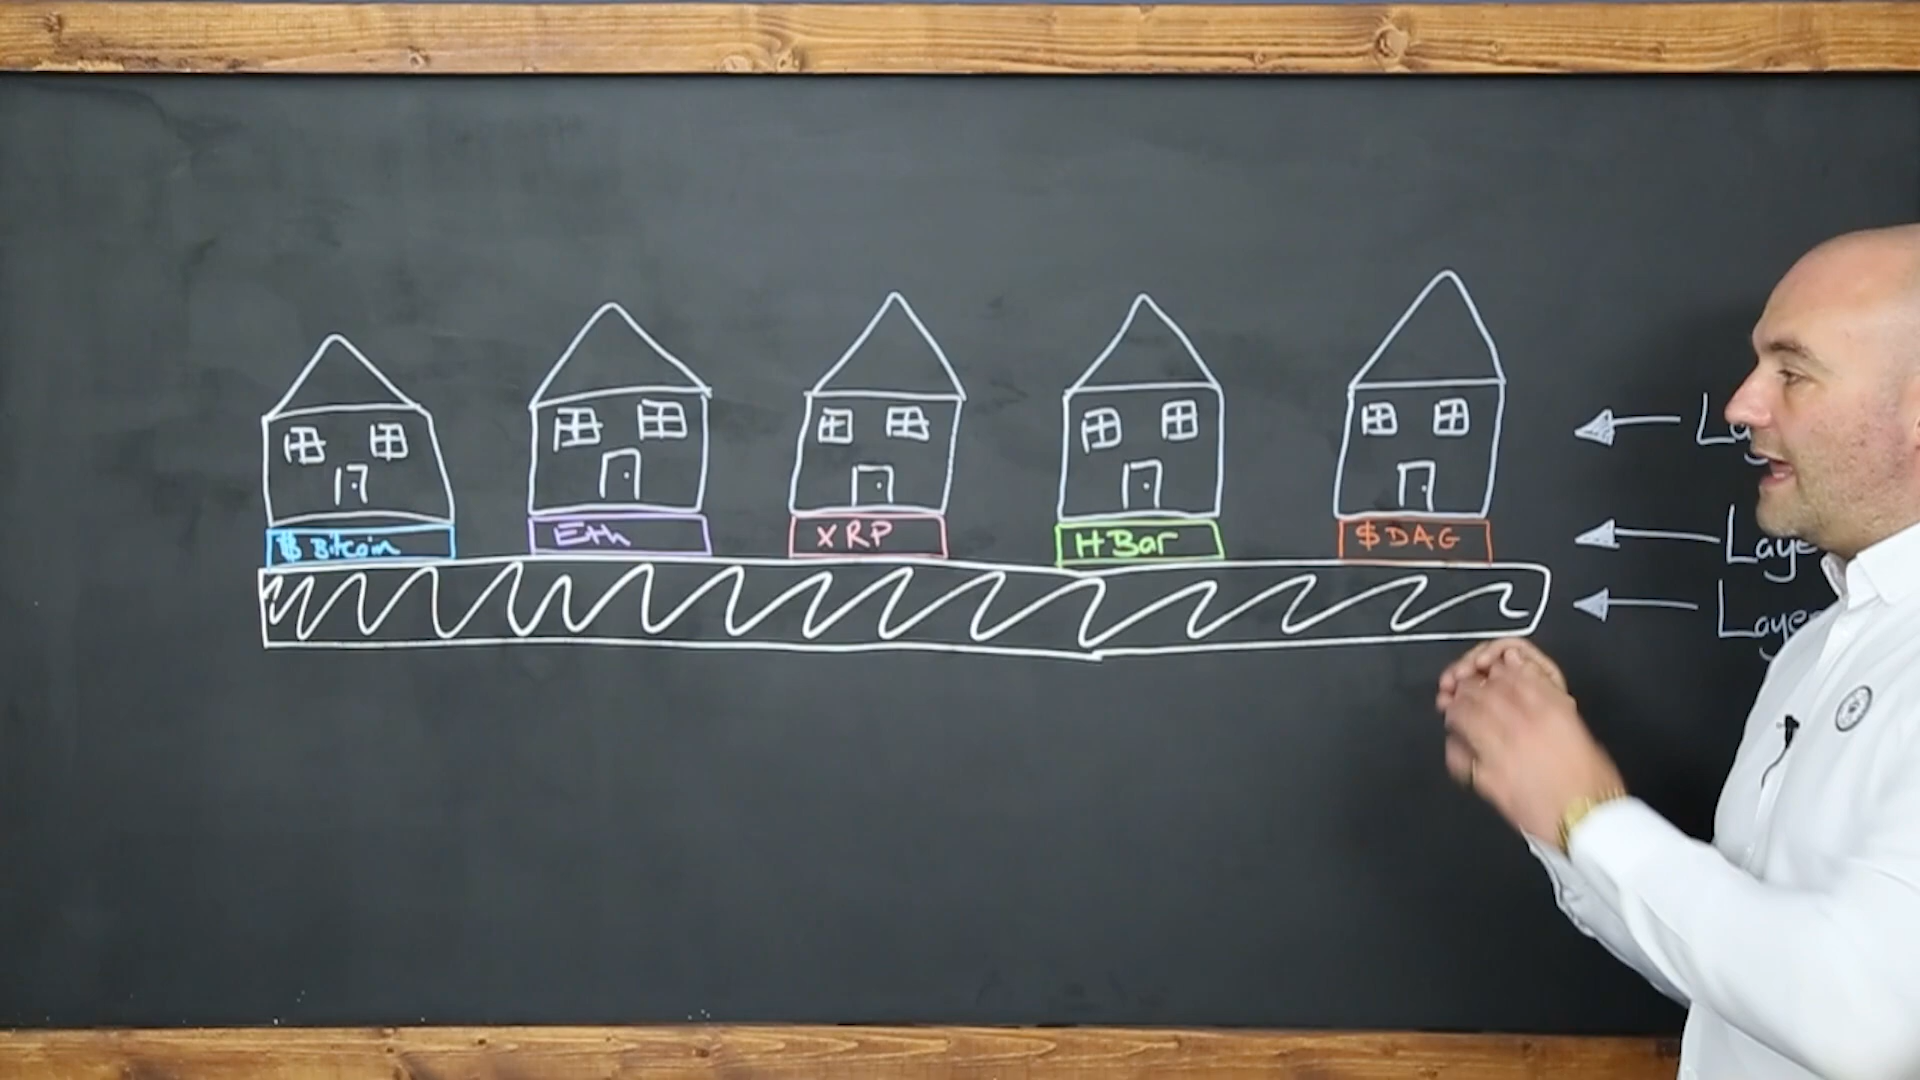 ₿ Bitcoin
Eth
XRP
HBar
$DAG